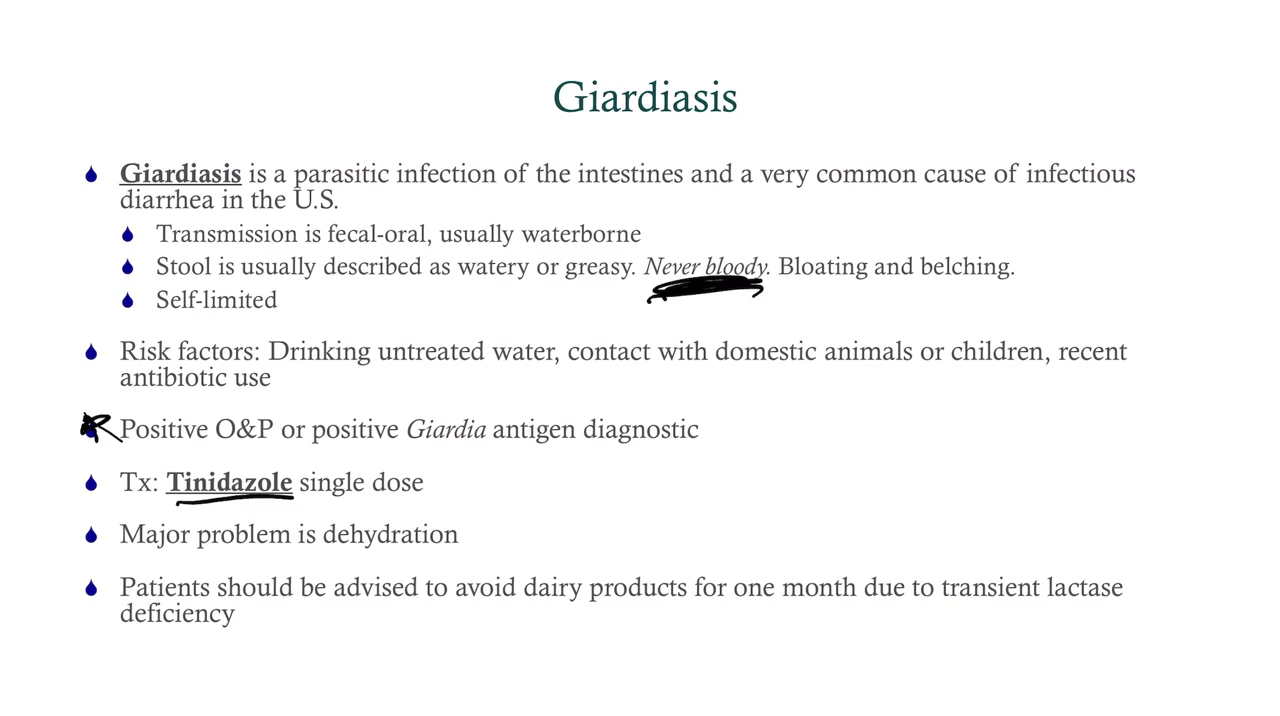 Giardiasis
Giardiasis is a parasitic infection of the intestines and a very common cause of infectious
diarrhea in the U.S.
Transmission is fecal-oral, usually waterborne
Stool is usually described as watery or greasy. Never bloody. Bloating and belching.
Self-limited
Risk factors: Drinking untreated water, contact with domestic animals or children, recent
antibiotic use
Positive O&P or positive Giardia antigen diagnostic
Tx: Tinidazole single dose
Major problem is dehydration
Patients should be advised to avoid dairy products for one month due to transient lactase
deficiency